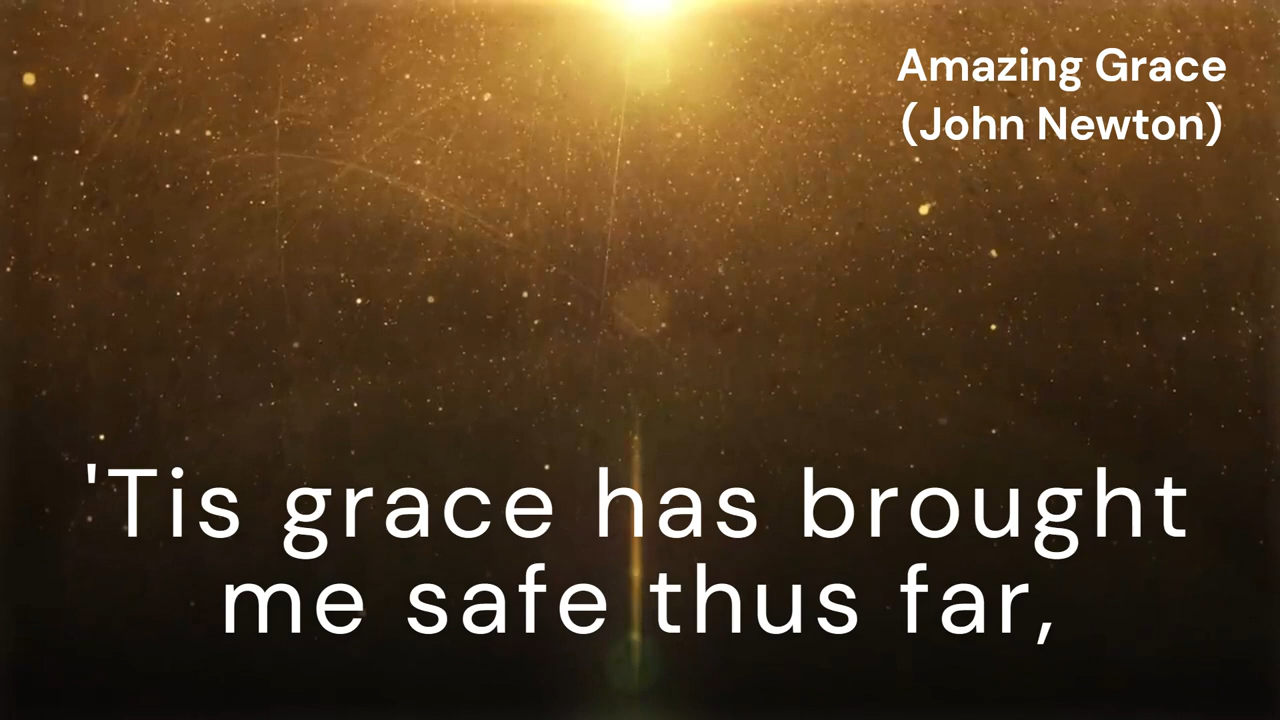 Amazing Grace
(John Newton)
'Tis grace has brought
me safe thus far,